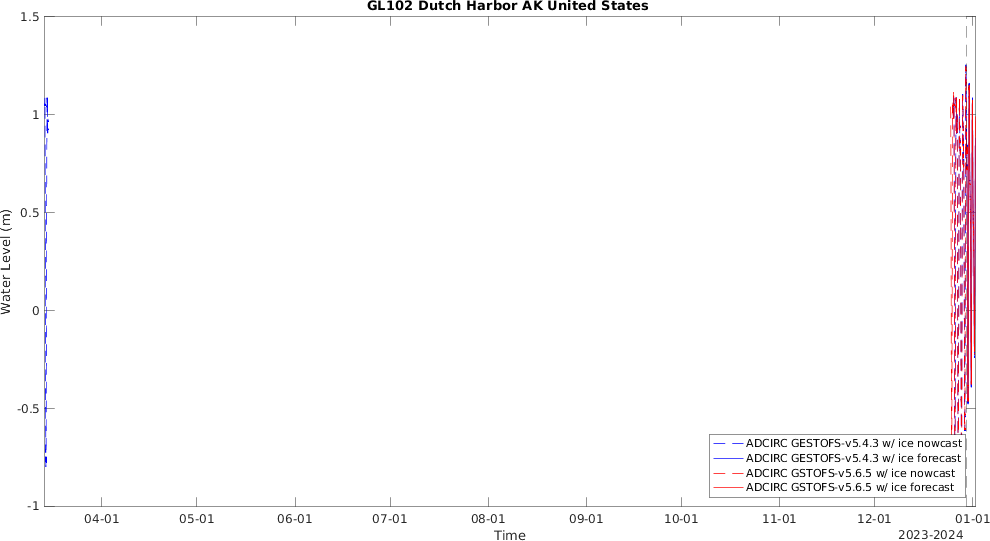 GL102 Dutch Harbor AK United States
1.5
1
0.5
0
-0.5
-1
Water Level (m)
ADCIRC GESTOFS-v5.4.3 w/ ice nowcast
ADCIRC GESTOFS-v5.4.3 w/ ice forecast
ADCIRC GSTOFS-v5.6.5 w/ ice nowcast
ADCIRC GSTOFS-v5.6.5 w/ ice forecast
04-01 05-01 06-01 07-01 08-01 09-01 10-01 11-01 12-01 01-01
Time
2023-2024